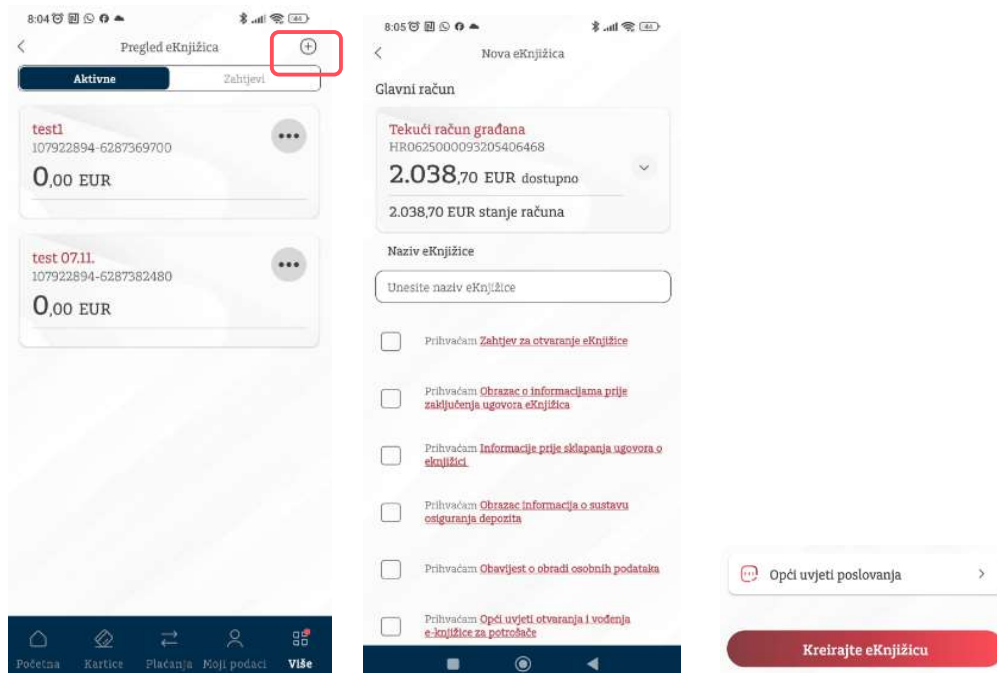 8:04
44
Pregled eKnjižica
Aktivne
Zahtjevi
test1
107922894-6287369700
0,00 EUR
test 07.11.
107922894-6287382480
0,00 EUR
Početna
Kartice
Plaćanja
Moji podaci
Više
8:05
44
Nova eKnjižica
Glavni račun
Tekući račun građana
HR0625000093205406468
2.038,70 EUR dostupno
2.038,70 EUR stanje računa
Naziv eKnjižice
Unesite naziv eKnjižice
Prihvaćam Zahtjev za otvaranje eKnjižice
Prihvaćam Obrazac o informacijama prije
zaključenja ugovora eKnjižica
Prihvaćam Informacije prije sklapanja ugovora o
eknjižici
Prihvaćam Obrazac informacija o sustavu
osiguranja depozita
Prihvaćam Obavijest o obradi osobnih podataka
Prihvaćam Opći uvjeti otvaranja i vođenja
e-knjižice za potrošače
Opći uvjeti poslovanja
Kreirajte eKnjižicu